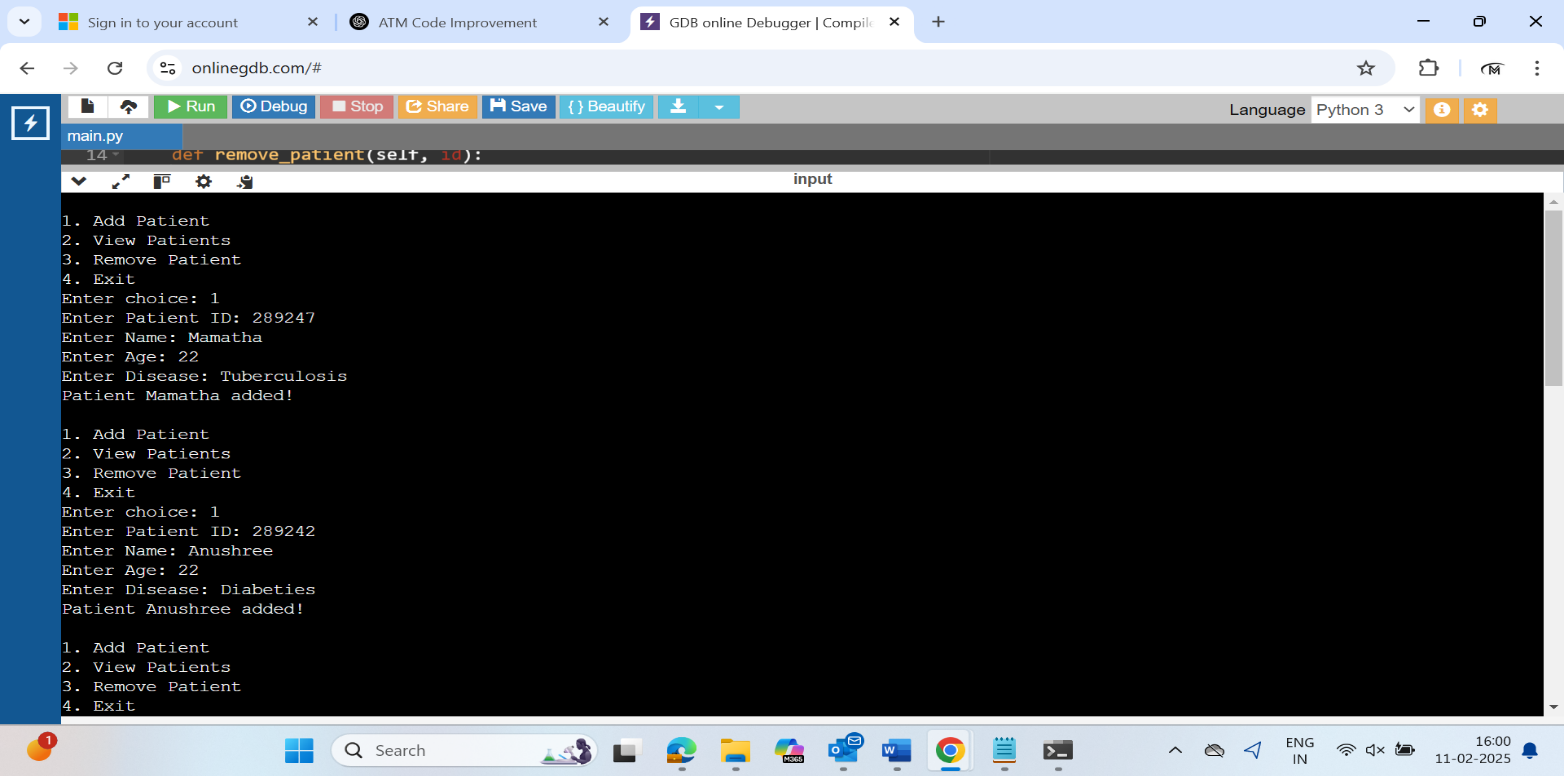 Sign in to your account
ATM Code Improvement
GDB online Debugger | Compile
onlinegdb.com/#
Run
Debug
Stop
Share
Save
{ } Beautify
Language
Python 3
main.py
14
def remove_patient(self, id):
input
1. Add Patient
2. View Patients
3. Remove Patient
4. Exit
Enter choice: 1
Enter Patient ID: 289247
Enter Name: Mamatha
Enter Age: 22
Enter Disease: Tuberculosis
Patient Mamatha added!
1. Add Patient
2. View Patients
3. Remove Patient
4. Exit
Enter choice: 1
Enter Patient ID: 289242
Enter Name: Anushree
Enter Age: 22
Enter Disease: Diabeties
Patient Anushree added!
1. Add Patient
2. View Patients
3. Remove Patient
4. Exit
1
Search
M365
ENG
IN
16:00
11-02-2025